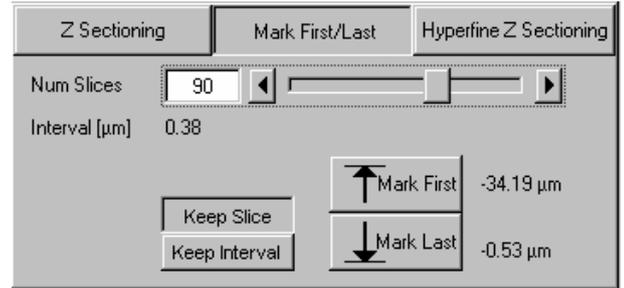 Z Sectioning Mark First/Last Hyperfine Z Sectioning
Num Slices 90
Interval [µm] 0.38
Mark First -34.19 µm
Keep Slice
Mark Last -0.53 µm
Keep Interval